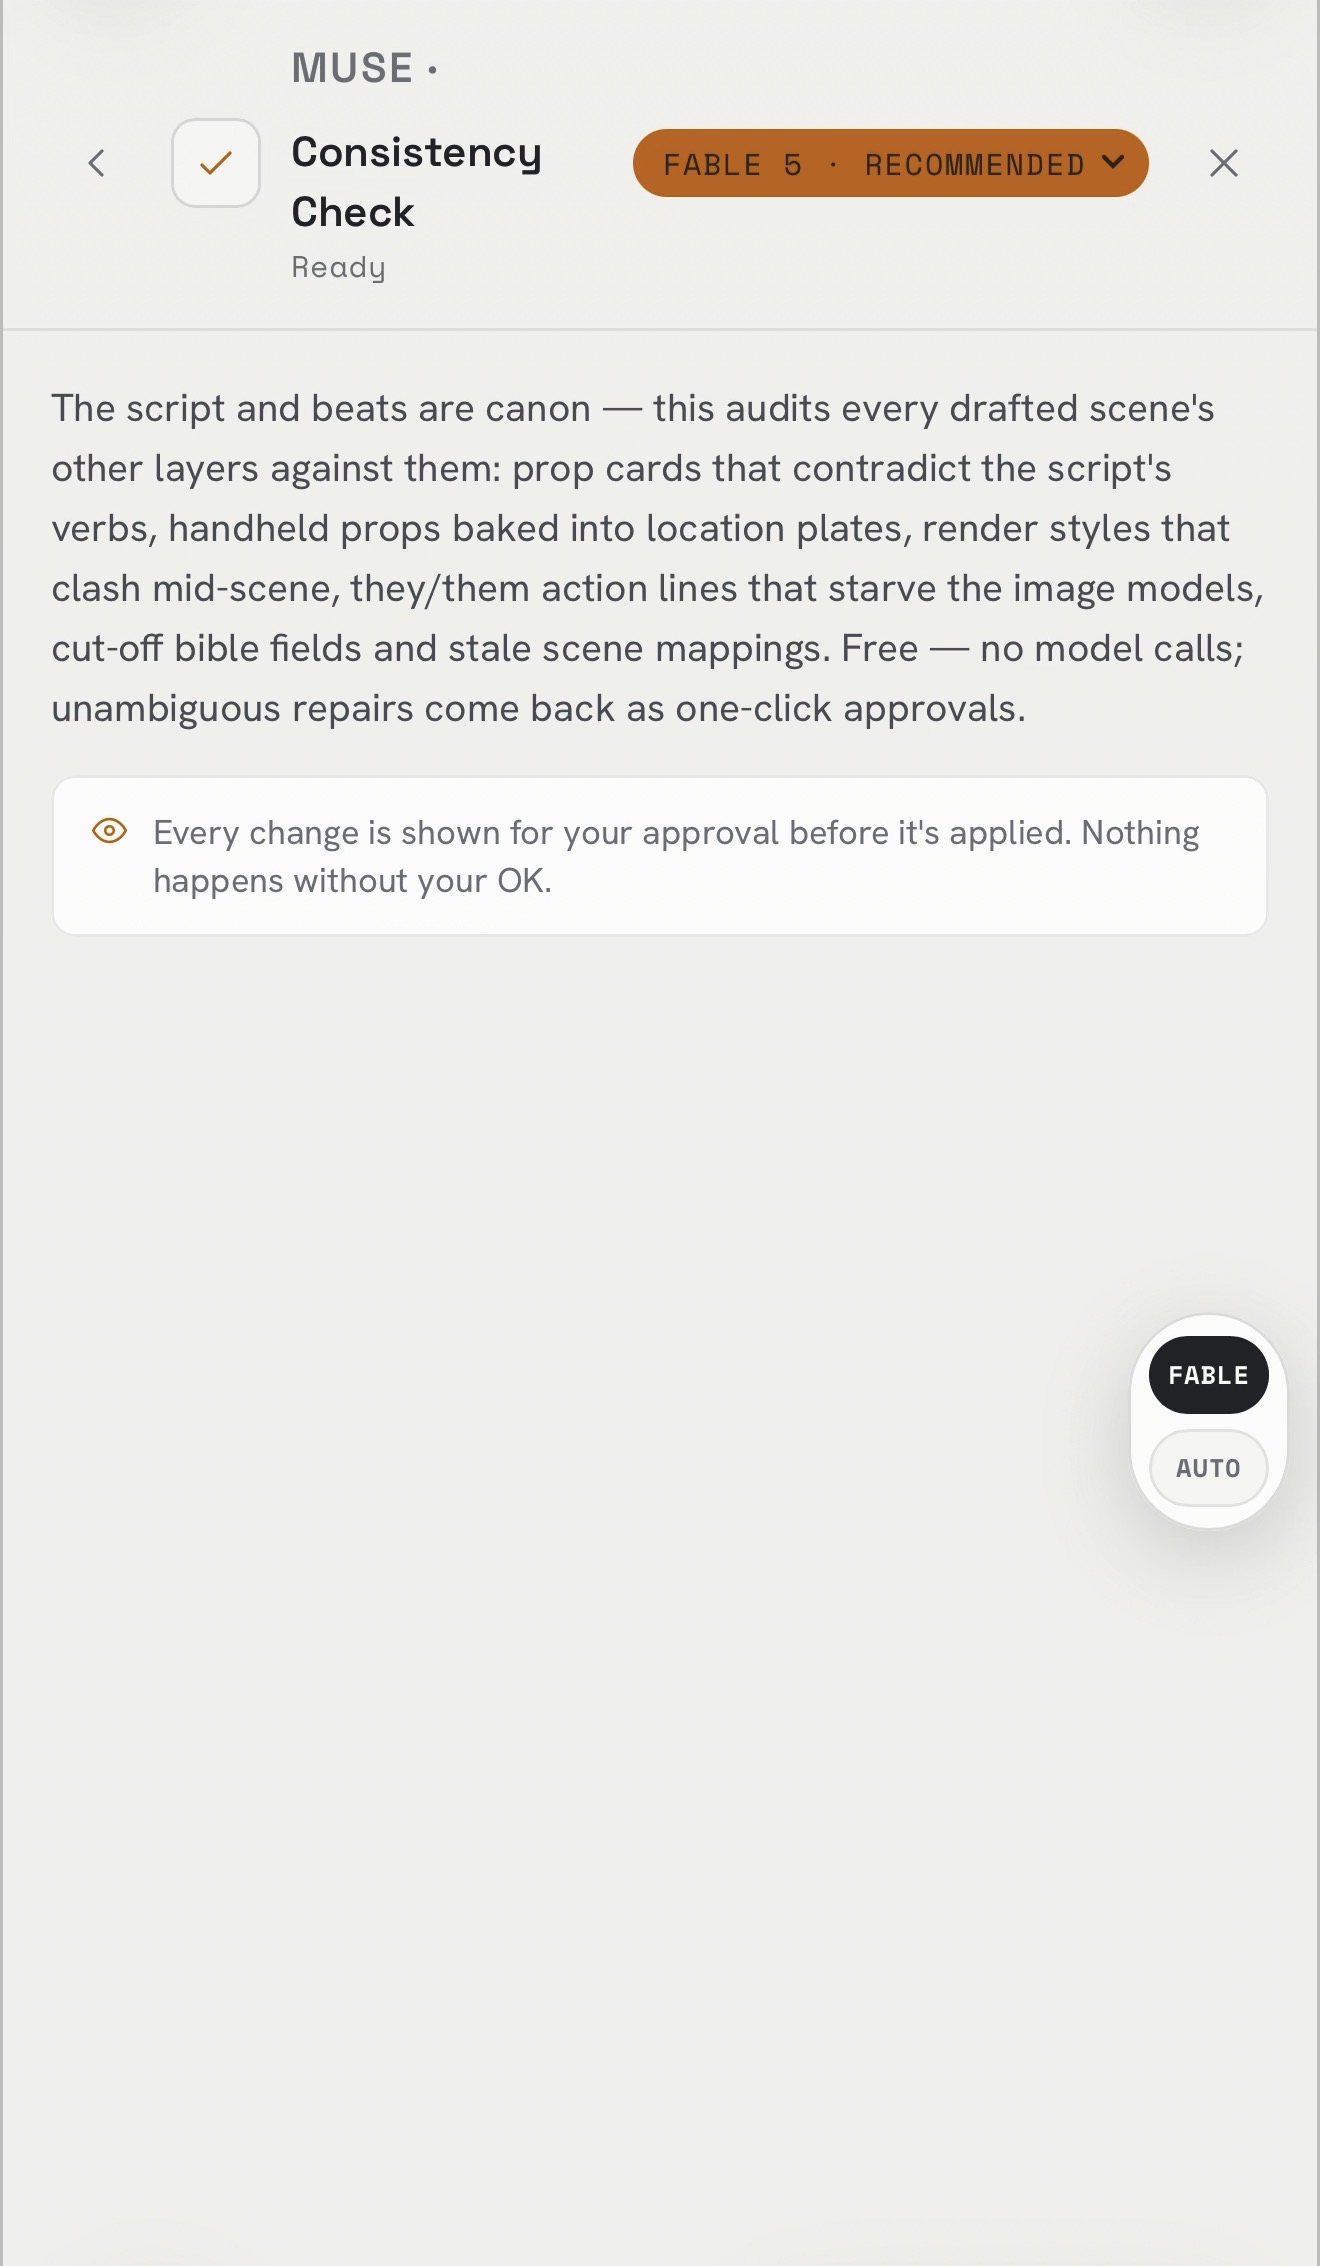 MUSE ·
Consistency
Check
Ready
FABLE 5 · RECOMMENDED
The script and beats are canon — this audits every drafted scene's
other layers against them: prop cards that contradict the script's
verbs, handheld props baked into location plates, render styles that
clash mid-scene, they/them action lines that starve the image models,
cut-off bible fields and stale scene mappings. Free — no model calls;
unambiguous repairs come back as one-click approvals.
Every change is shown for your approval before it's applied. Nothing
happens without your OK.
FABLE
AUTO